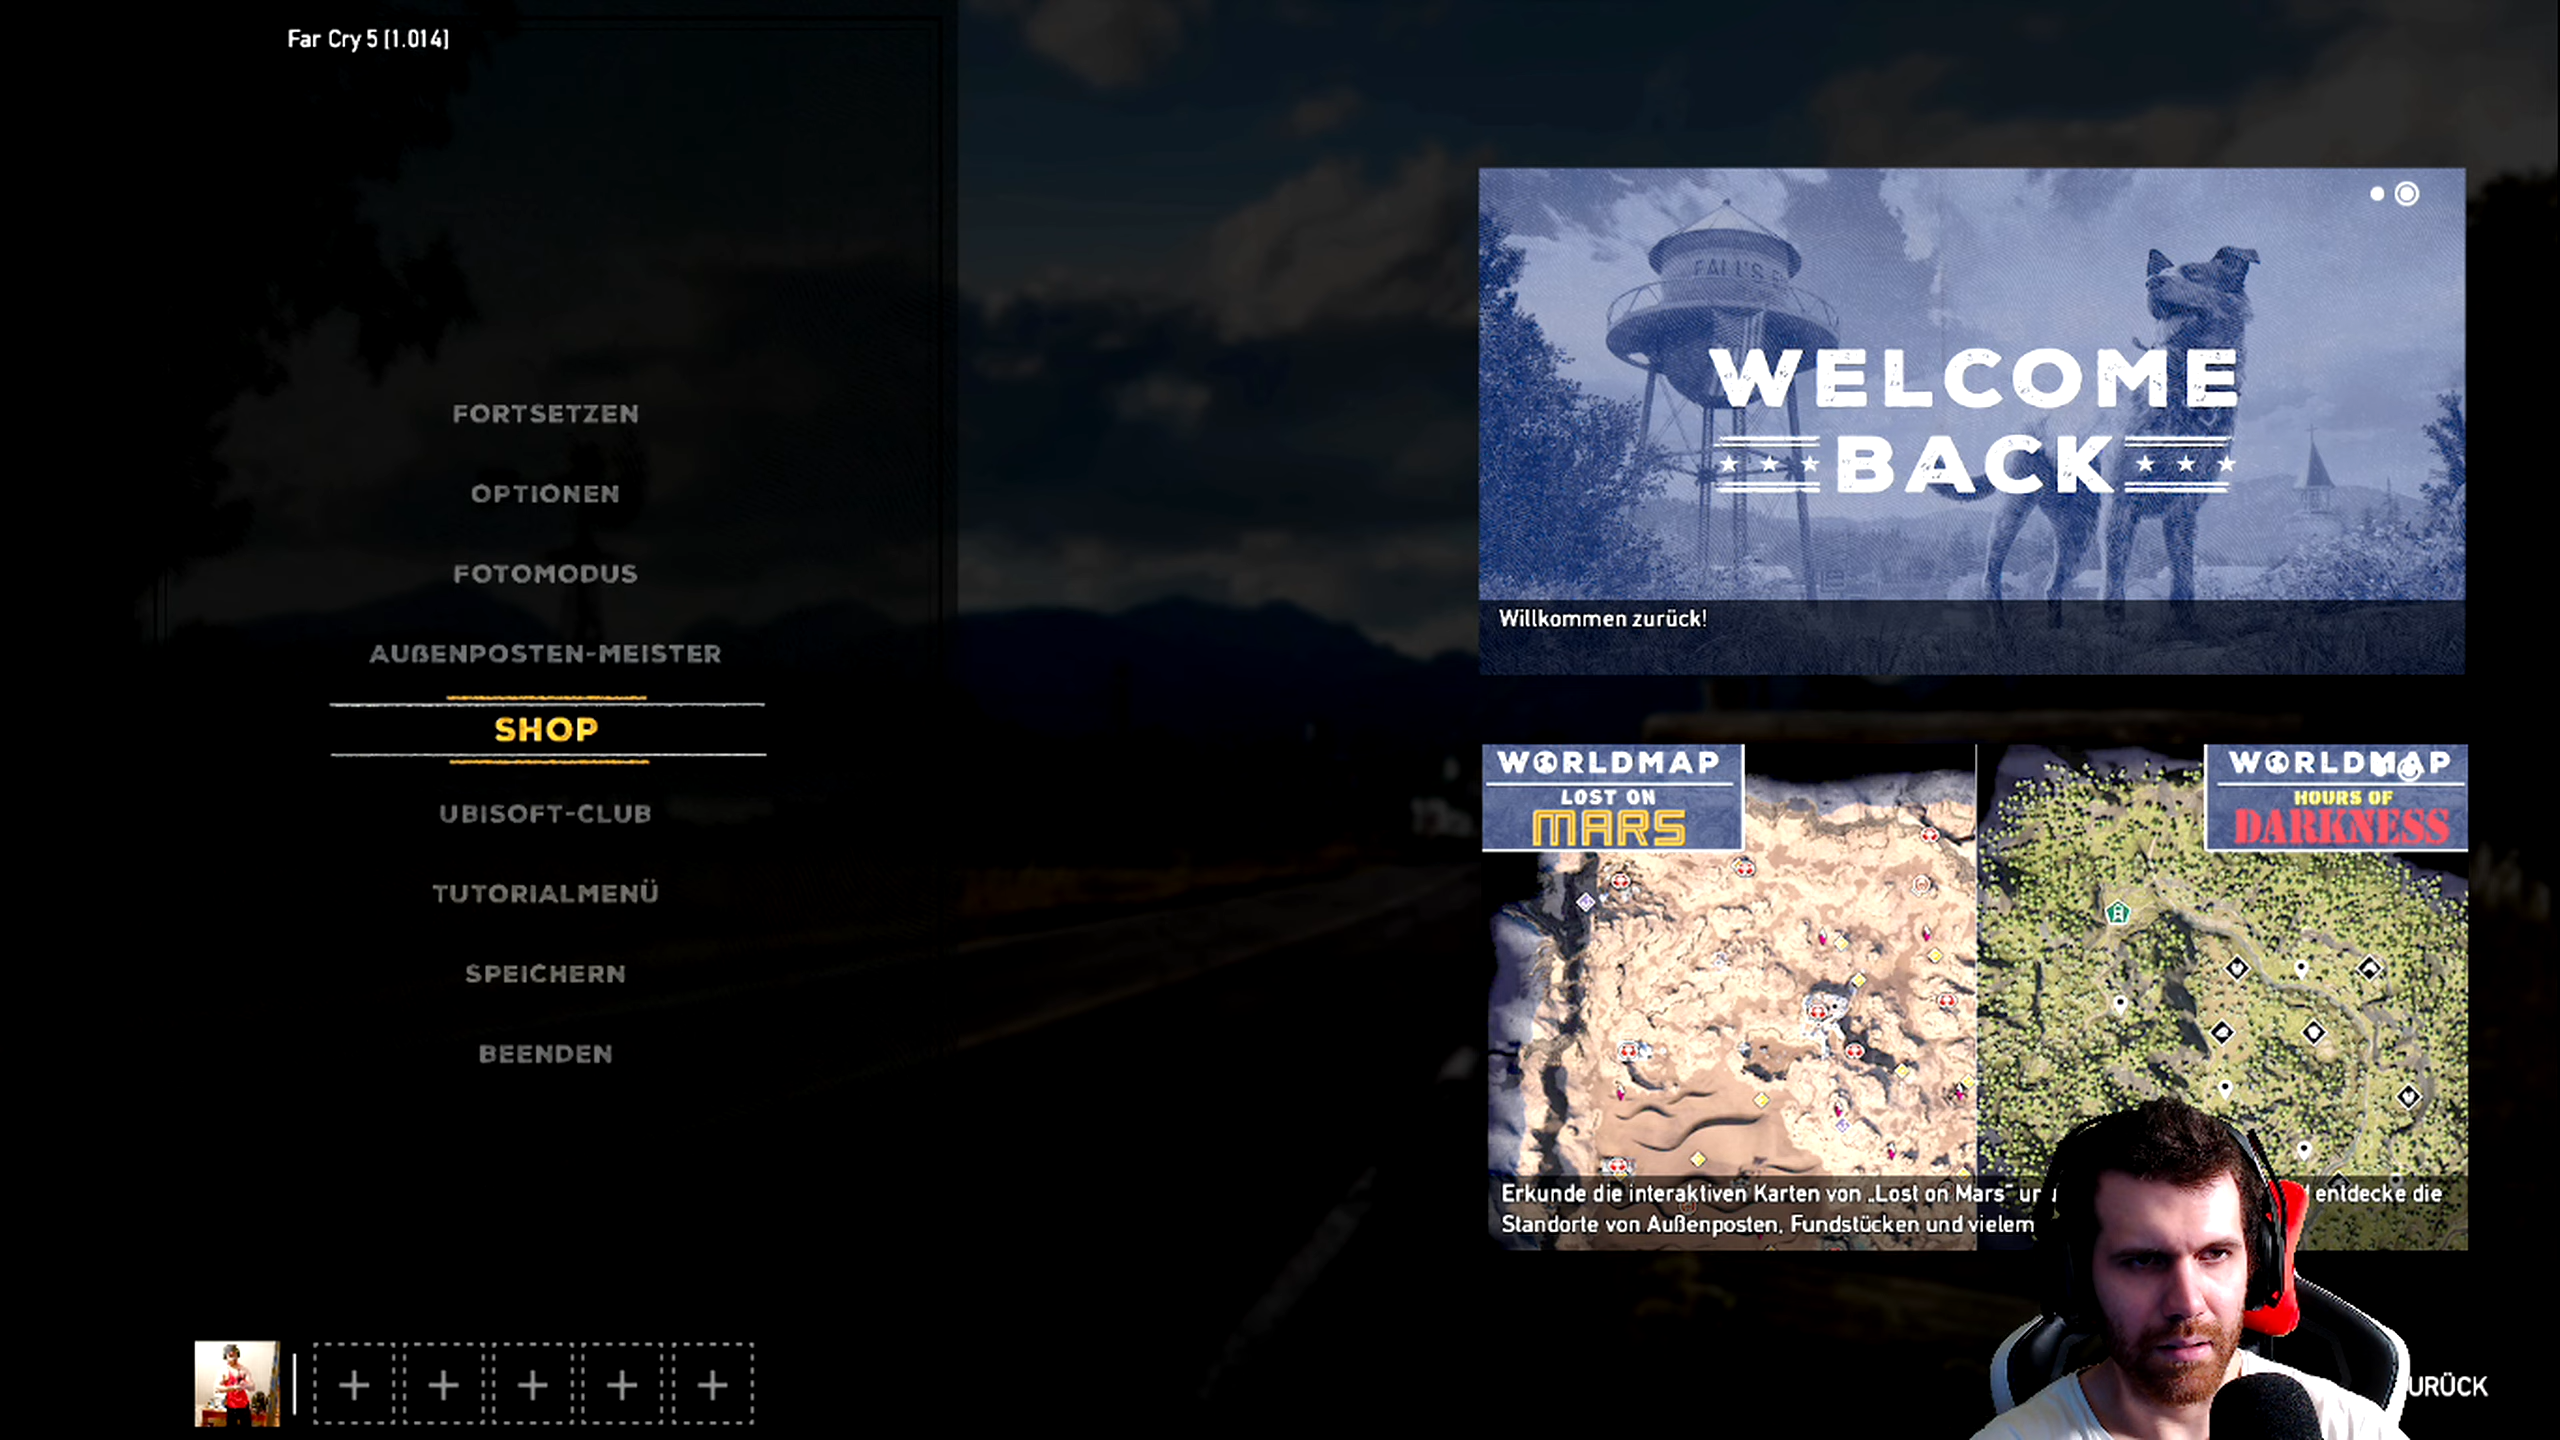 Far Cry 5 [1.014]
FORTSETZEN
OPTIONEN
FOTOMODUS
AUßENPOSTEN-MEISTER
SHOP
UBISOFT-CLUB
TUTORIALMENÜ
SPEICHERN
BEENDEN
FALL'S
WELCOME
BACK
Willkommen zurück!
WORLDMAP
LOST ON
MARS
WORLDMAP
HOURS OF
DARKNESS
Erkunde die interaktiven Karten von „Lost on Mars" entdecke die
Standorte von Außenposten, Fundstücken und vielem